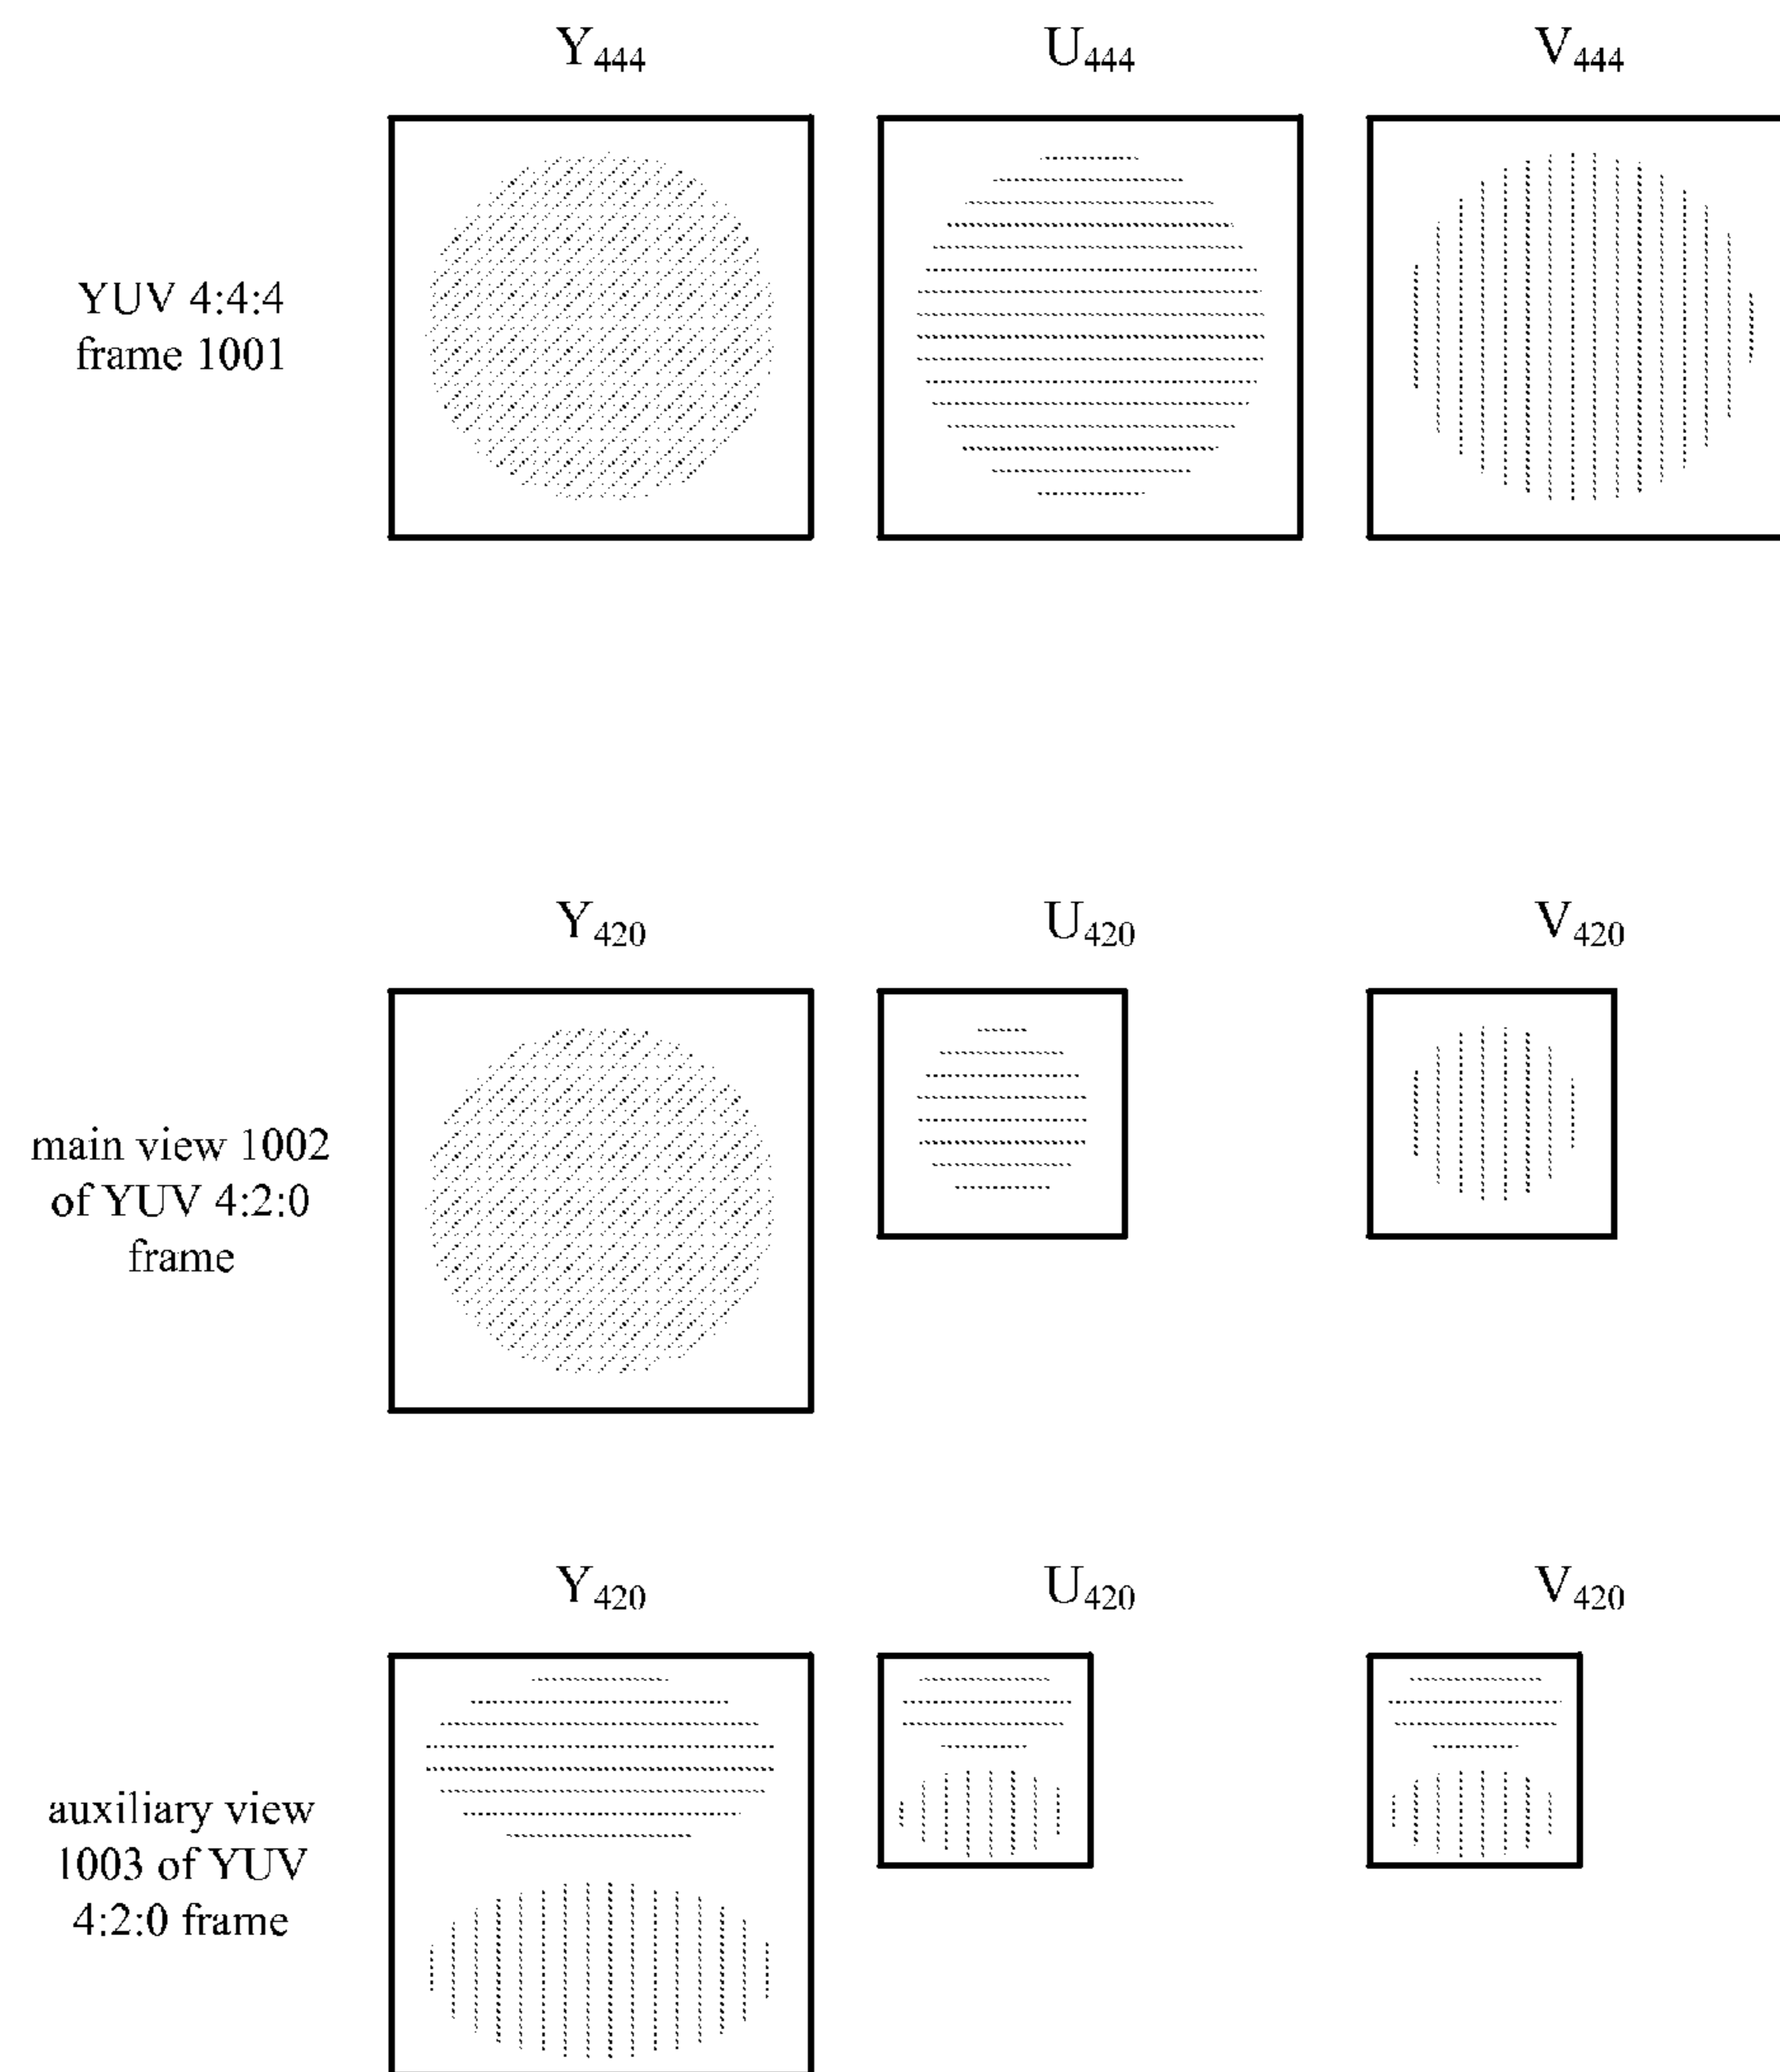 Y444 U444 V444
YUV 4:4:4
frame 1001
Y420 U420 V420
main view 1002
of YUV 4:2:0
frame
Y420 U420 V420
auxiliary view
1003 of YUV
4:2:0 frame